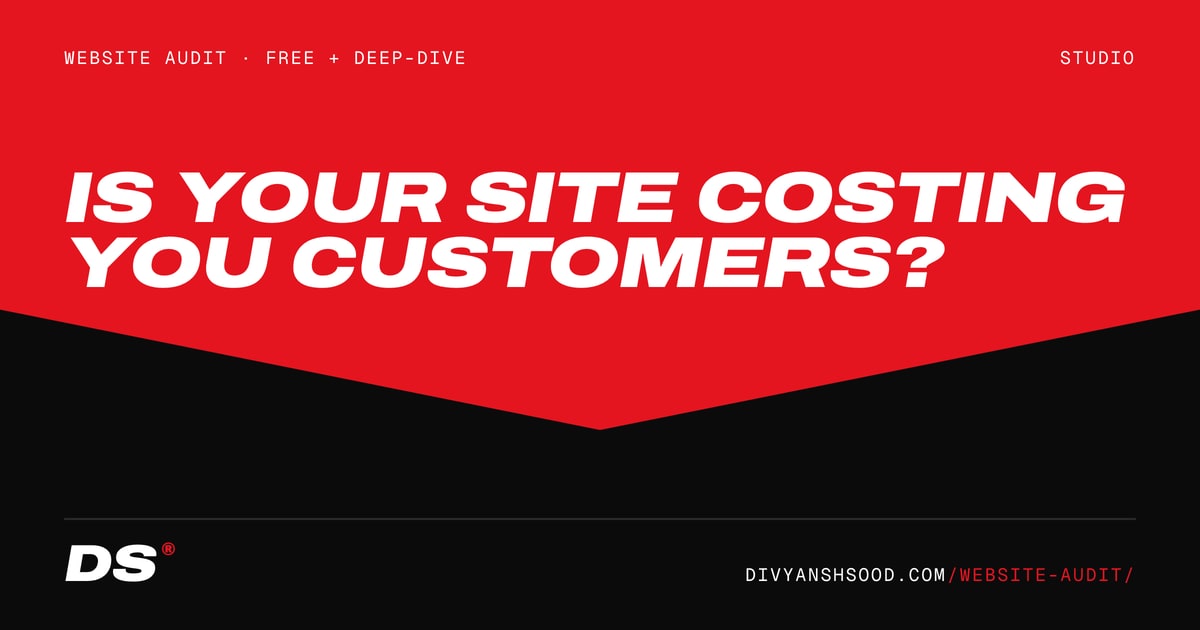 WEBSITE AUDIT · FREE + DEEP-DIVE
STUDIO
IS YOUR SITE COSTING
YOU CUSTOMERS?
DS®
DIVYANSHSOOD.COM/WEBSITE-AUDIT/